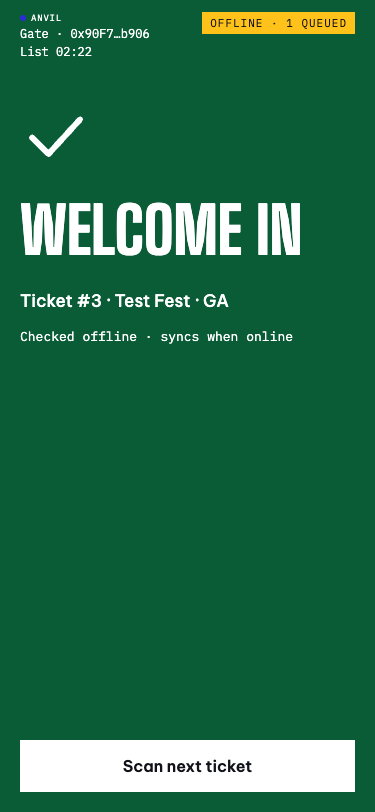 ANVIL
Gate · 0x90F7…b906
List 02:22
OFFLINE · 1 QUEUED
WELCOME IN
Ticket #3 · Test Fest · GA
Checked offline · syncs when online
Scan next ticket